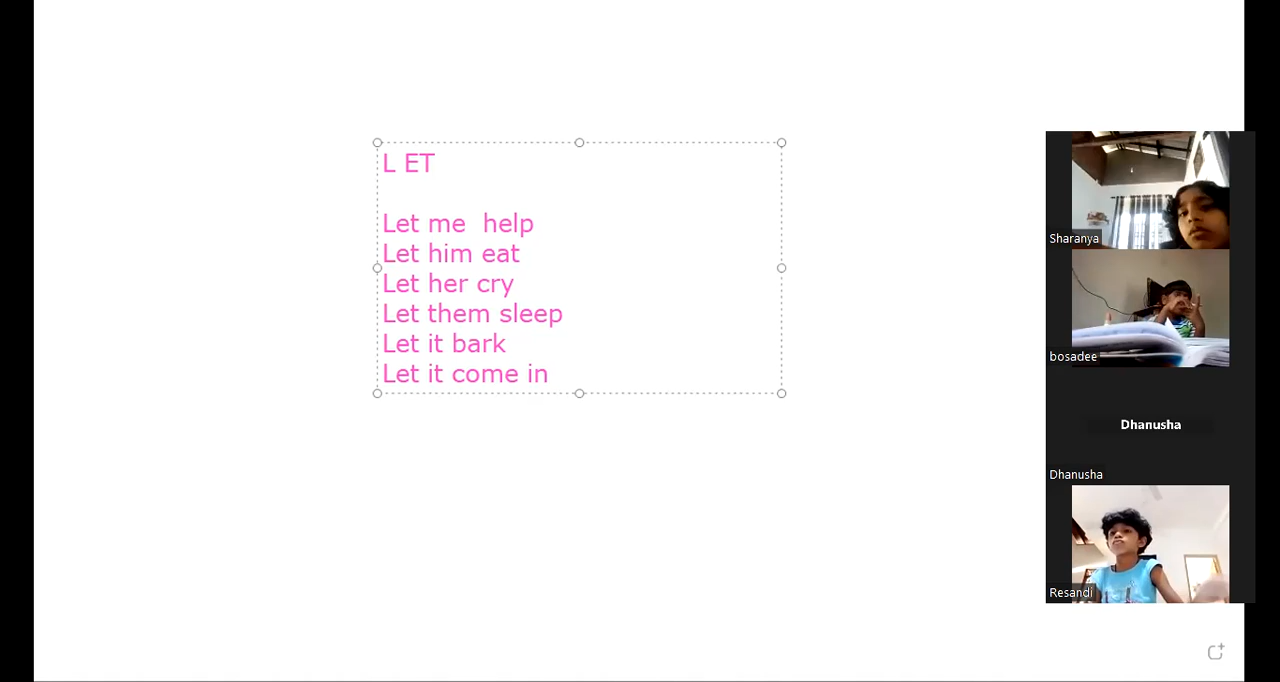 L ET
Let me  help
Let him eat
Let her cry
Let them sleep
Let it bark
Let it come in
Sharanya
bosadee
Dhanusha
Dhanusha
Resandi